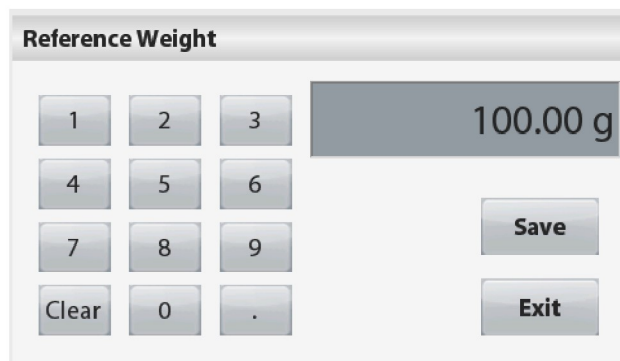 Reference Weight
1 2 3
100.00 g
4 5 6
Save
7 8 9
Clear 0 .
Exit